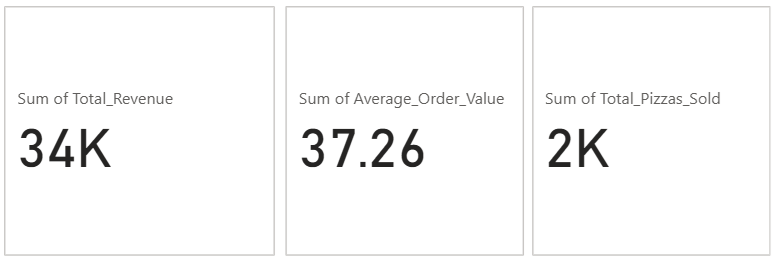 Sum of Total_Revenue
34K
Sum of Average_Order_Value
37.26
Sum of Total_Pizzas_Sold
2K